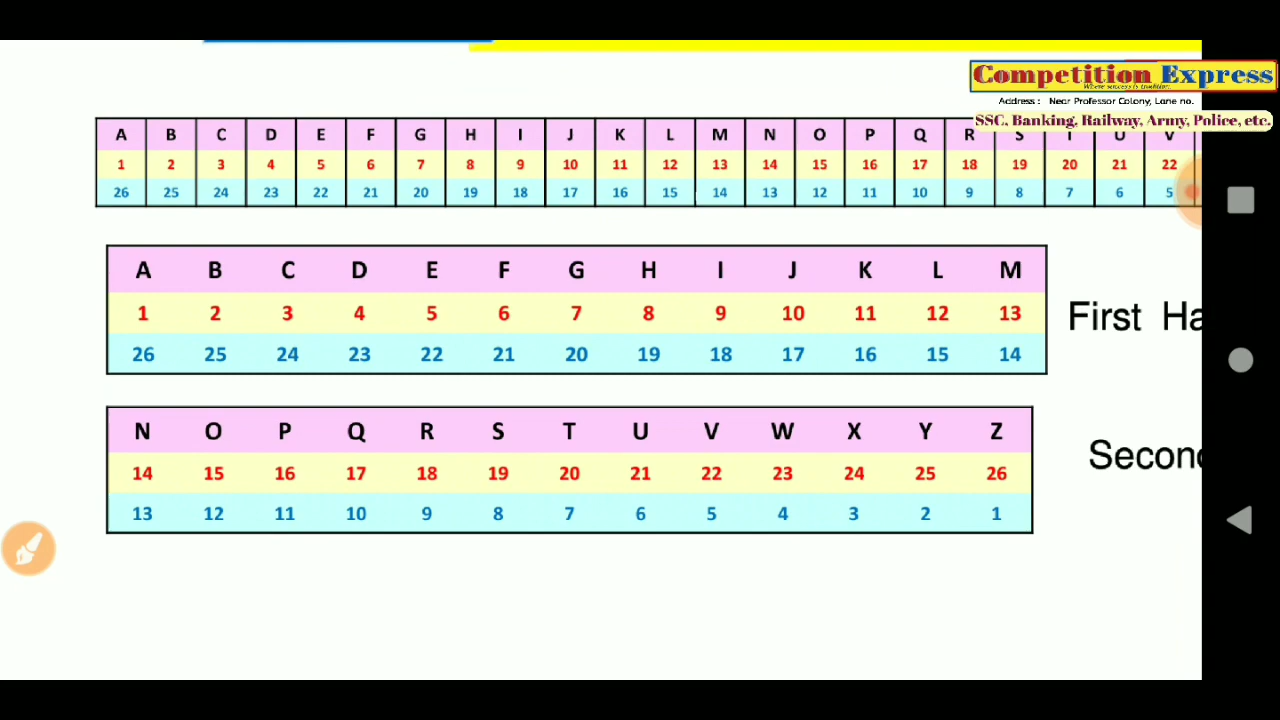 Competition Express
Where success is tradition.
Address : Near Professor Colony, Lane no.
SSC, Banking, Railway, Army, Police, etc.
A B C D E F G H I J K L M N O P Q R S T U V
1 2 3 4 5 6 7 8 9 10 11 12 13 14 15 16 17 18 19 20 21 22
26 25 24 23 22 21 20 19 18 17 16 15 14 13 12 11 10 9 8 7 6 5
A B C D E F G H I J K L M
1 2 3 4 5 6 7 8 9 10 11 12 13
26 25 24 23 22 21 20 19 18 17 16 15 14
First Ha
N O P Q R S T U V W X Y Z
14 15 16 17 18 19 20 21 22 23 24 25 26
13 12 11 10 9 8 7 6 5 4 3 2 1
Secon